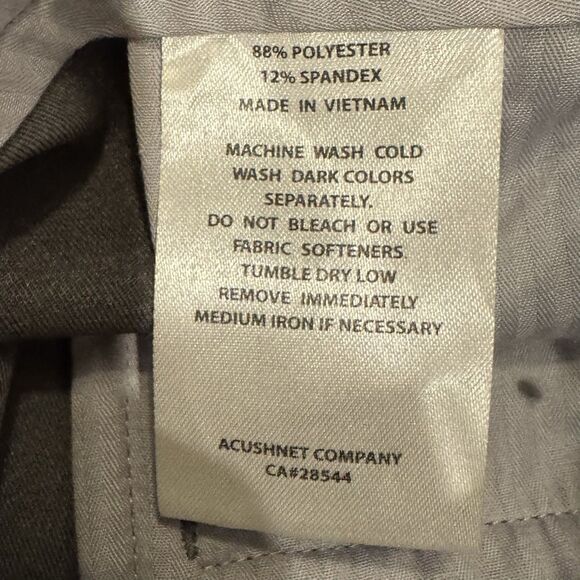 88% POLYESTER
12% SPANDEX
MADE IN VIETNAM
MACHINE WASH COLD
WASH DARK COLORS
SEPARATELY.
DO NOT BLEACH OR USE
FABRIC SOFTENERS.
TUMBLE DRY LOW
REMOVE IMMEDIATELY
MEDIUM IRON IF NECESSARY
ACUSHNET COMPANY
CA#28544